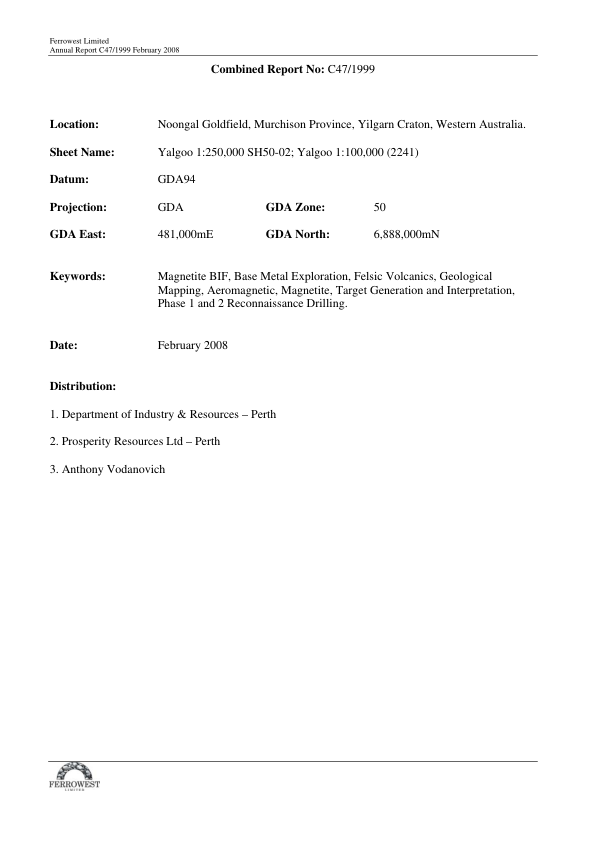 Ferrowest Limited
Annual Report C47/1999 February 2008
Combined Report No: C47/1999
Location: Noongal Goldfield, Murchison Province, Yilgarn Craton, Western Australia.
Sheet Name: Yalgoo 1:250,000 SH50-02; Yalgoo 1:100,000 (2241)
Datum: GDA94
Projection: GDA GDA Zone: 50
GDA East: 481,000mE GDA North: 6,888,000mN
Keywords: Magnetite BIF, Base Metal Exploration, Felsic Volcanics, Geological
Mapping, Aeromagnetic, Magnetite, Target Generation and Interpretation,
Phase 1 and 2 Reconnaissance Drilling.
Date: February 2008
Distribution:
1. Department of Industry & Resources – Perth
2. Prosperity Resources Ltd – Perth
3. Anthony Vodanovich
FERROWEST
LIMITED